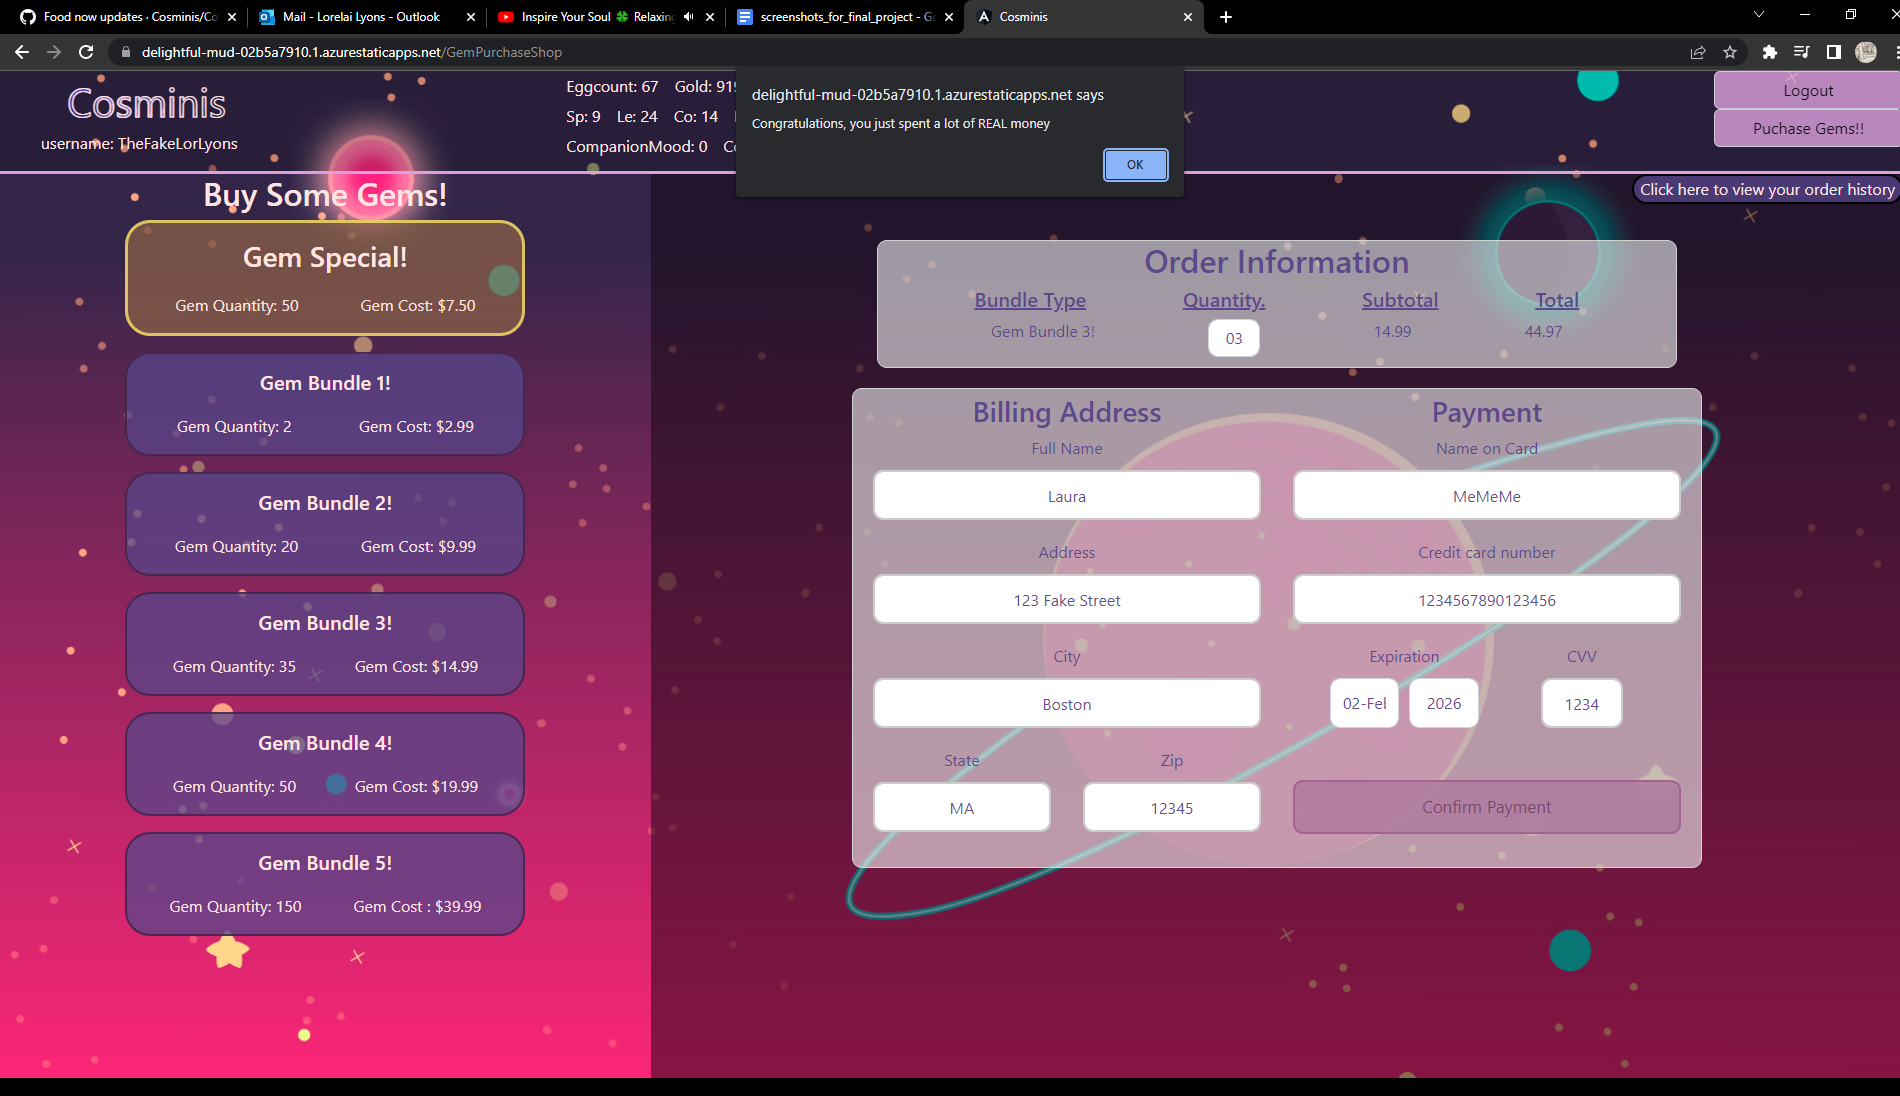 Food now updates · Cosminis/Co
Mail - Lorelai Lyons - Outlook
Inspire Your Soul 🍀 Relaxing
screenshots_for_final_project - Go
Cosminis
delightful-mud-02b5a7910.1.azurestaticapps.net/GemPurchaseShop
Cosminis
username: TheFakeLorLyons
Eggcount: 67 Gold: 915
Sp: 9 Le: 24 Co: 14
CompanionMood: 0 Co
delightful-mud-02b5a7910.1.azurestaticapps.net says
Congratulations, you just spent a lot of REAL money
OK
Logout
Puchase Gems!!
Click here to view your order history
Buy Some Gems!
Gem Special!
Gem Quantity: 50 Gem Cost: $7.50
Gem Bundle 1!
Gem Quantity: 2 Gem Cost: $2.99
Gem Bundle 2!
Gem Quantity: 20 Gem Cost: $9.99
Gem Bundle 3!
Gem Quantity: 35 Gem Cost: $14.99
Gem Bundle 4!
Gem Quantity: 50 Gem Cost: $19.99
Gem Bundle 5!
Gem Quantity: 150 Gem Cost : $39.99
Order Information
Bundle Type Quantity. Subtotal Total
Gem Bundle 3! 03 14.99 44.97
Billing Address
Full Name
Laura
Address
123 Fake Street
City
Boston
State Zip
MA 12345
Payment
Name on Card
MeMeMe
Credit card number
1234567890123456
Expiration CVV
02-Fel 2026 1234
Confirm Payment